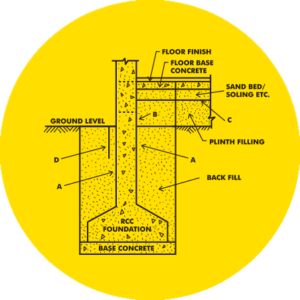 FLOOR FINISH
FLOOR BASE
CONCRETE
SAND BED/
SOLING ETC.
GROUND LEVEL
B
C
PLINTH FILLING
D
A
A
BACK FILL
RCC
FOUNDATION
BASE CONCRETE